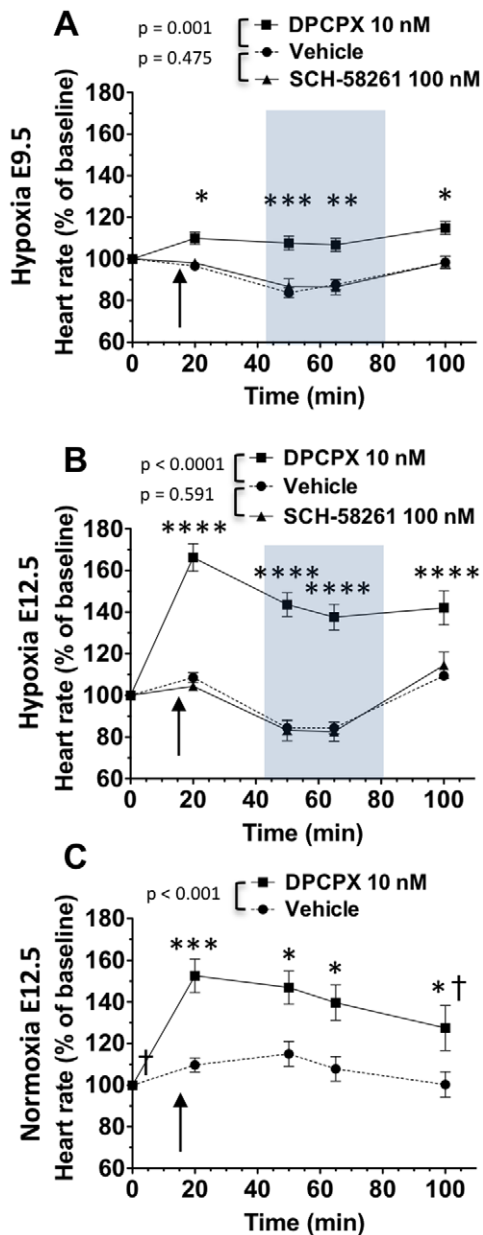 A
p = 0.001
DPCPX 10 nM
p = 0.475
Vehicle
SCH-58261 100 nM
Hypoxia E9.5
Heart rate (% of baseline)
180
160
140
120
100
80
60
*
***
**
*
0
20
40
60
80
100
Time (min)
B
p < 0.0001
DPCPX 10 nM
p = 0.591
Vehicle
SCH-58261 100 nM
Hypoxia E12.5
Heart rate (% of baseline)
180
160
140
120
100
80
60
****
****
****
****
0
20
40
60
80
100
Time (min)
C
p < 0.001
DPCPX 10 nM
Vehicle
Normoxia E12.5
Heart rate (% of baseline)
180
160
140
120
100
80
60
†
***
*
*
* †
0
20
40
60
80
100
Time (min)